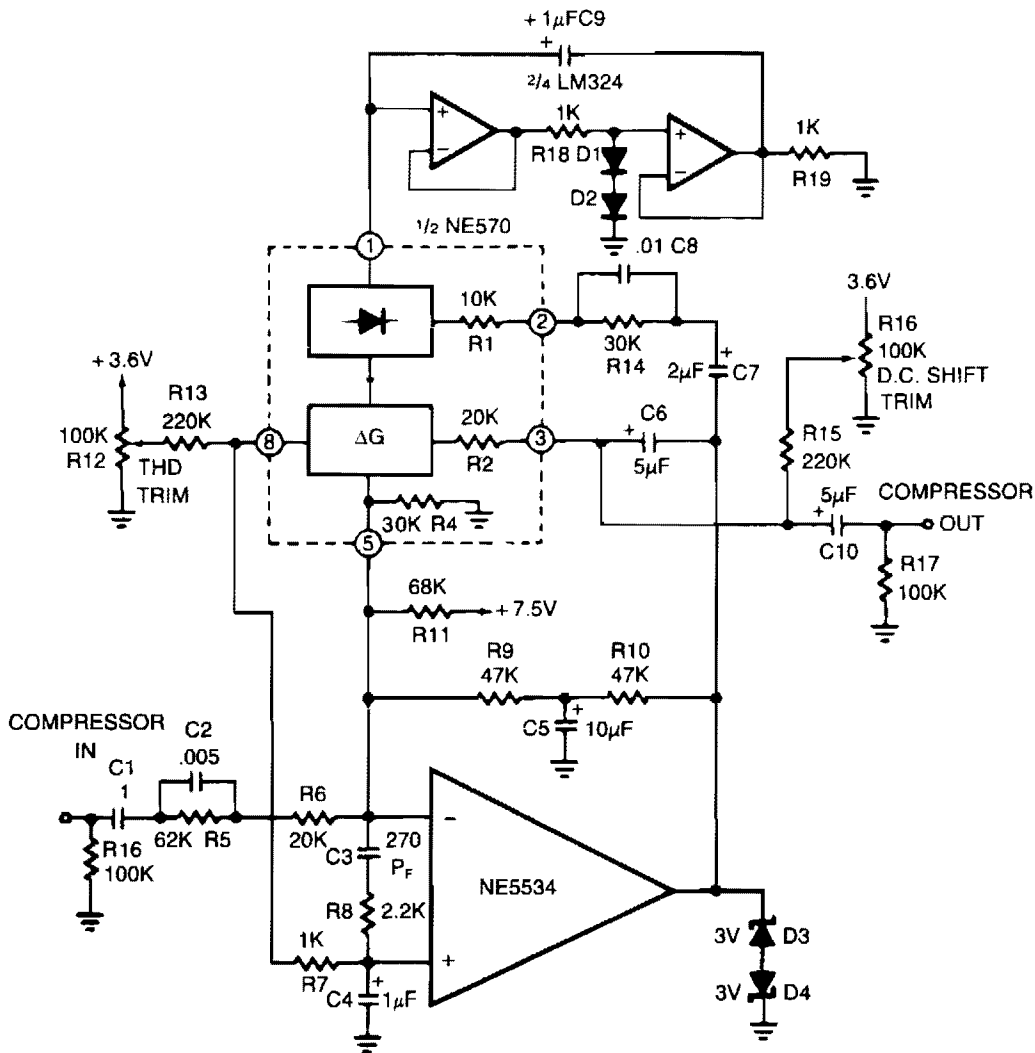 + 1μFC9
+
2/4 LM324
+
−
1K
R18 D1
D2
+
−
1K
R19
1/2 NE570
1
.01 C8
10K
R1
2
30K
R14
+
2μF C7
3.6V
R16
100K
D.C. SHIFT
TRIM
+ 3.6V
R13
220K
100K
R12
THD
TRIM
8
ΔG
20K
R2
3
C6
+
5μF
R15
220K
30K R4
5
5μF
+
C10
COMPRESSOR
OUT
R17
100K
68K
R11
+ 7.5V
R9
47K
R10
47K
C5
+
10μF
COMPRESSOR
IN
C1
1
C2
.005
62K R5
R16
100K
R6
20K
C3
270
PF
R8
2.2K
1K
R7
−
+
NE5534
C4
+
1μF
3V D3
3V D4